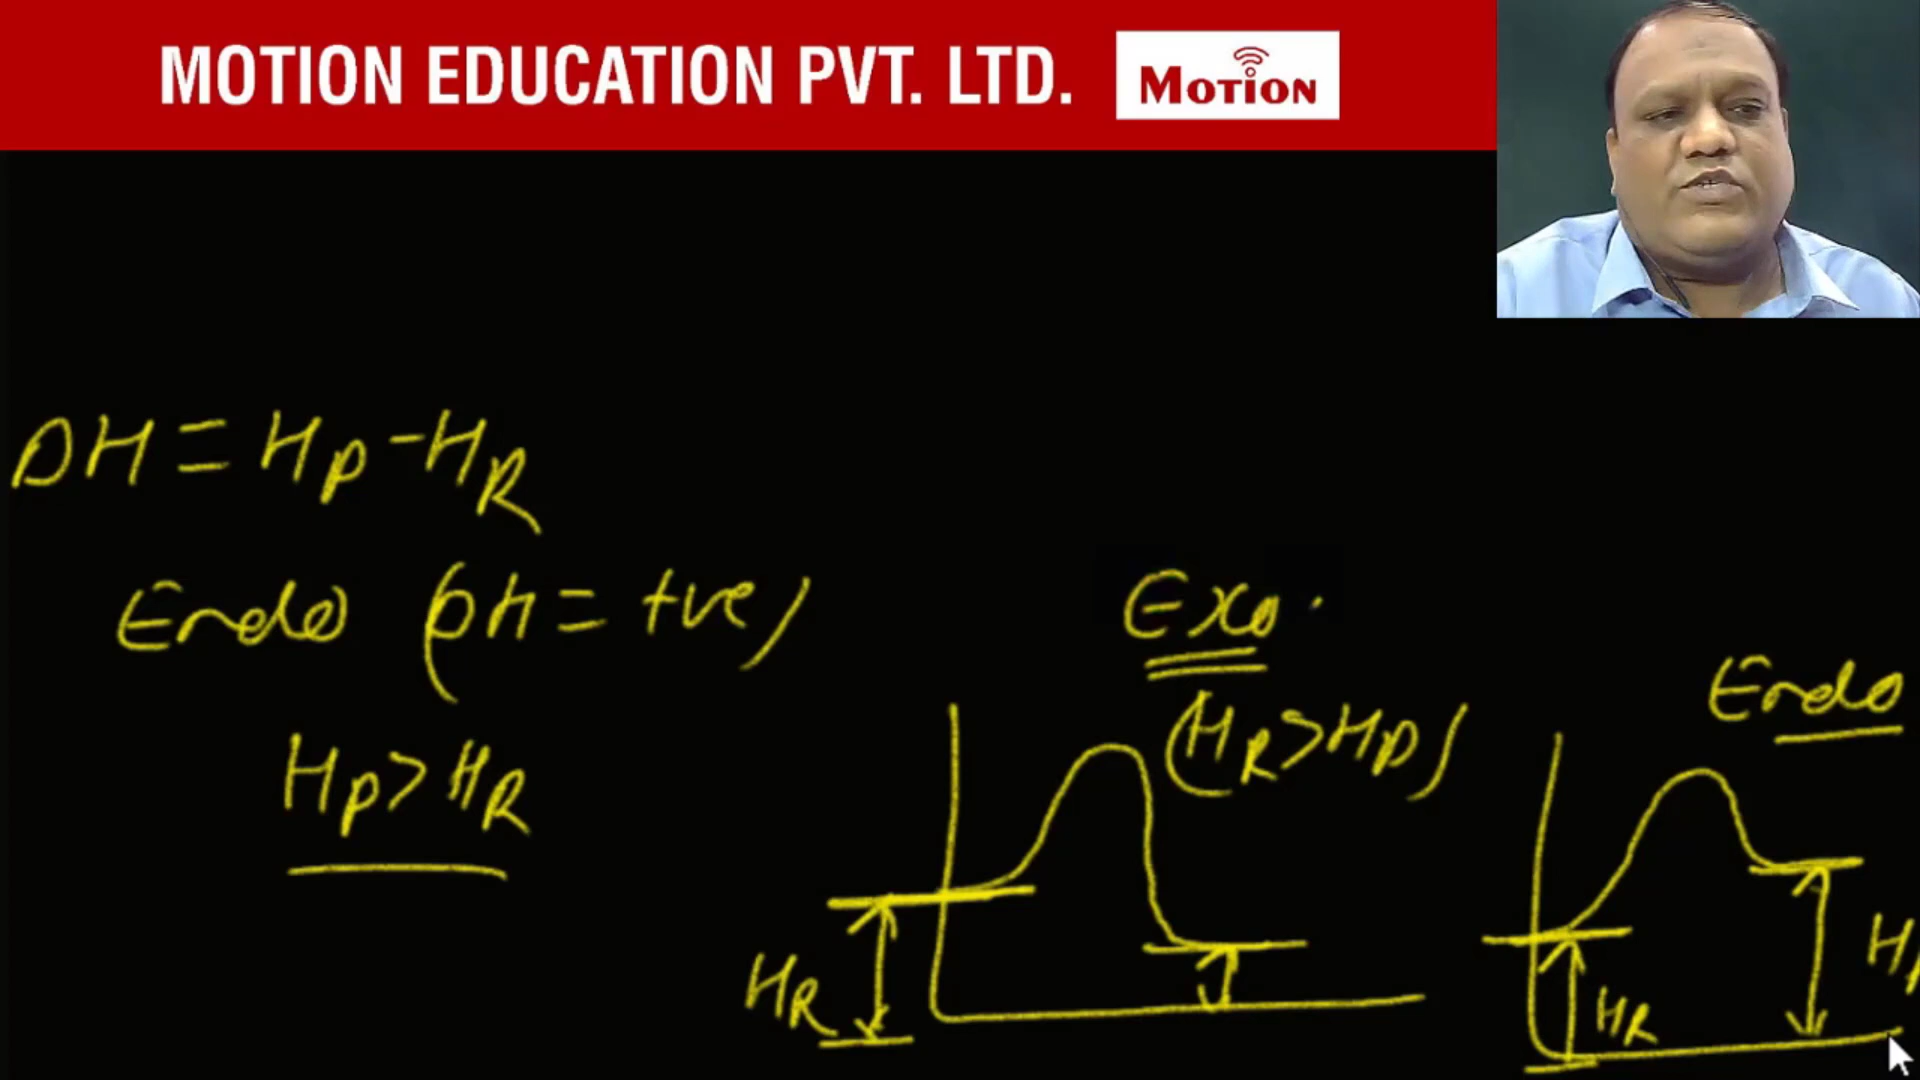 MOTION EDUCATION PVT. LTD.
MOTION
ΔH = HP - HR
Endo (ΔH = +ve)
HP > HR
Exo.
(HR > HP)
HR
Endo
HR